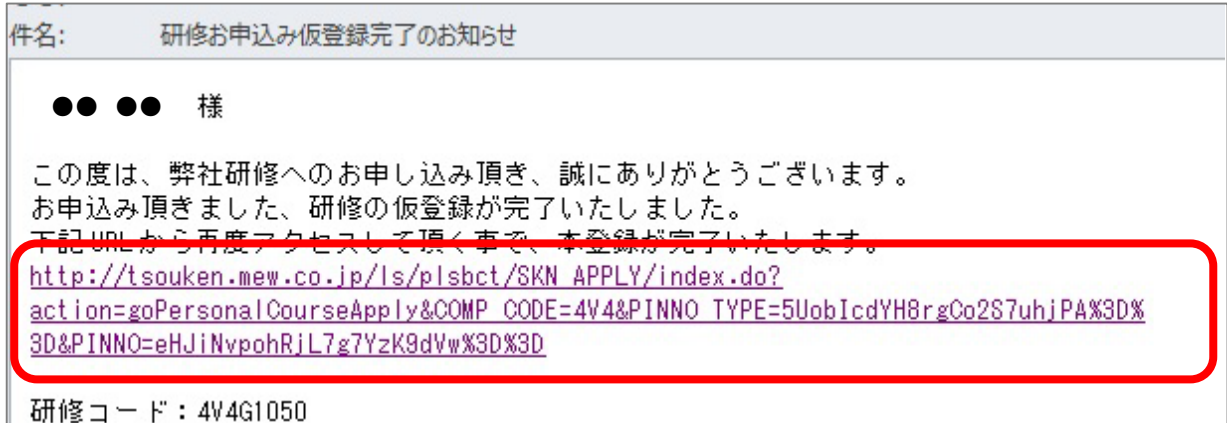 件名: 研修お申込み仮登録完了のお知らせ
●● ●● 様
この度は、弊社研修へのお申し込み頂き、誠にありがとうございます。
お申込み頂きました、研修の仮登録が完了いたしました。
下記URLから再度アクセスして頂く事で、本登録が完了いたします。
http://tsouken.mew.co.jp/ls/plsbct/SKN_APPLY/index.do?
action=goPersonalCourseApply&COMP_CODE=4V4&PINNO_TYPE=5UobIcdYH8rgCo2S7uhjPA%3D%
3D&PINNO=eHJiNvpohRjL7g7YzK9dVw%3D%3D
研修コード：4V4G1050